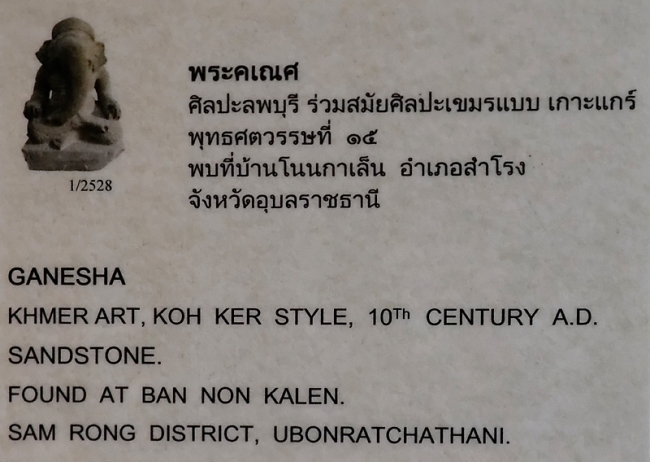 พระคเณศ
ศิลปะลพบุรี ร่วมสมัยศิลปะเขมรแบบ เกาะแกร์
พุทธศตวรรษที่ ๑๕
พบที่บ้านโนนกาเล็น อำเภอสำโรง
จังหวัดอุบลราชธานี
1/2528
GANESHA
KHMER ART, KOH KER STYLE, 10Th CENTURY A.D.
SANDSTONE.
FOUND AT BAN NON KALEN.
SAM RONG DISTRICT, UBONRATCHATHANI.